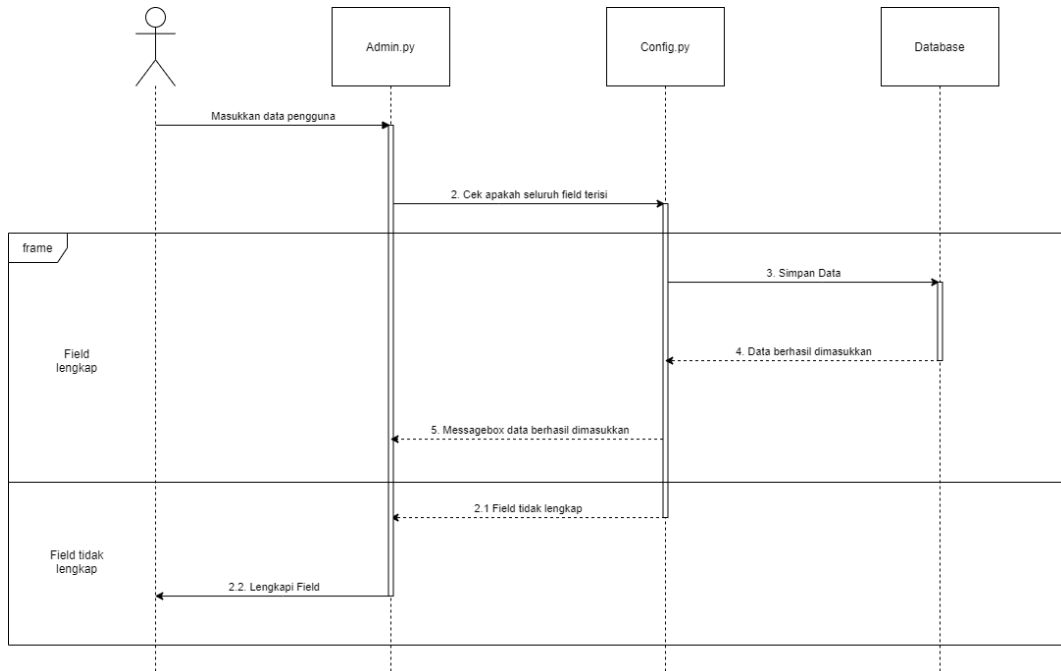 Admin.py
Config.py
Database
Masukkan data pengguna
2. Cek apakah seluruh field terisi
frame
3. Simpan Data
Field
lengkap
4. Data berhasil dimasukkan
5. Messagebox data berhasil dimasukkan
2.1 Field tidak lengkap
Field tidak
lengkap
2.2. Lengkapi Field